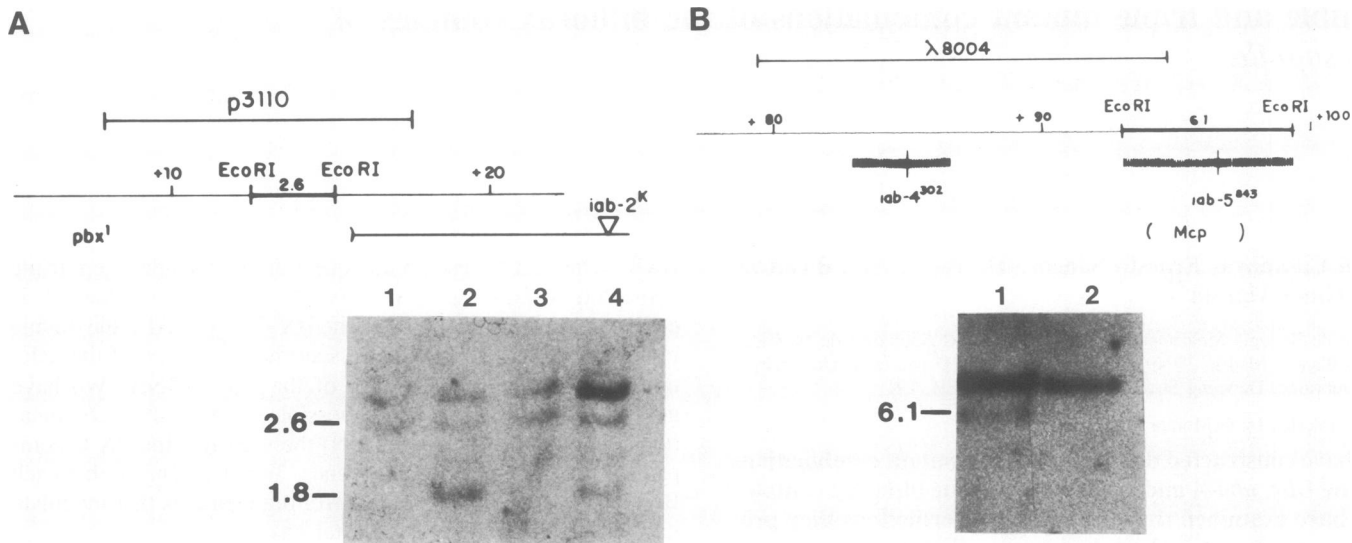 A
B
λ8004
p3110
EcoRI EcoRI
+80 +90 6.1 +100
+10 EcoRI EcoRI +20
2.6
iab-2K
iab-4302 iab-5843
pbx1
( Mcp )
1 2 3 4
1 2
2.6
1.8
6.1